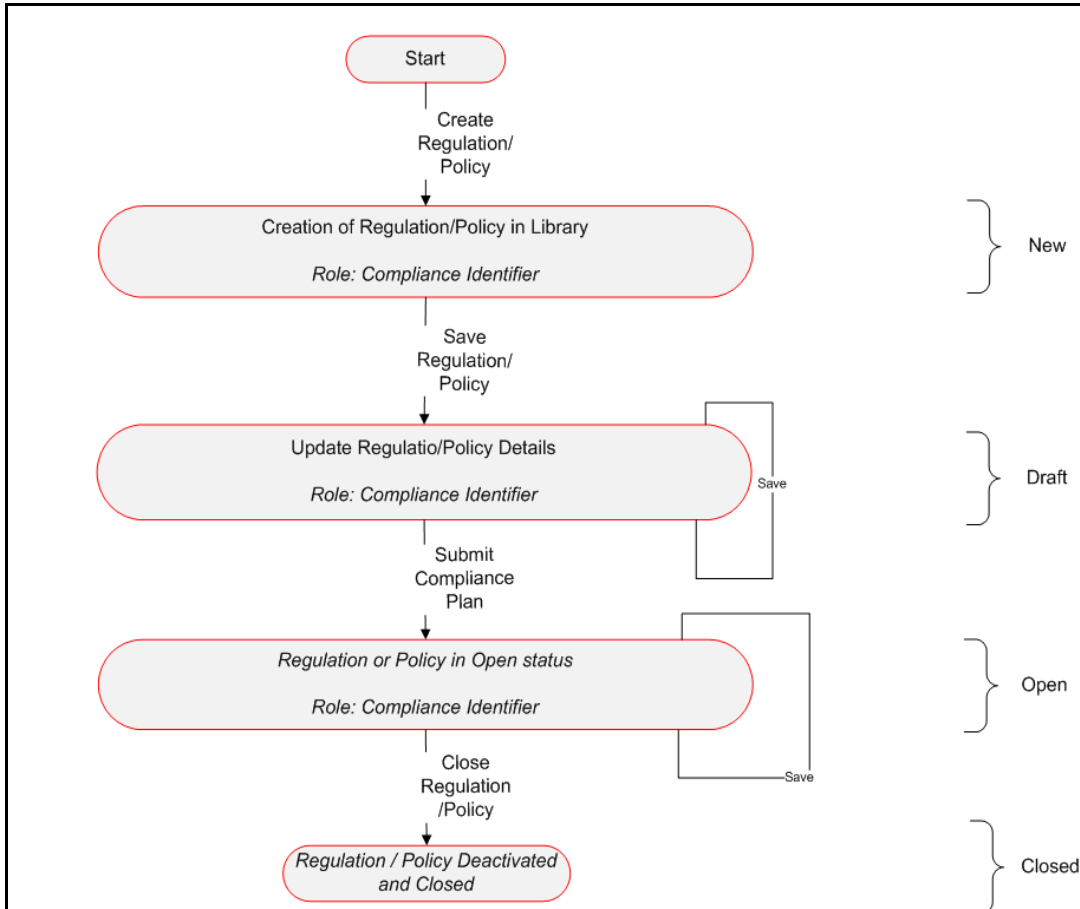 Start
Create
Regulation/
Policy
Creation of Regulation/Policy in Library
Role: Compliance Identifier
New
Save
Regulation/
Policy
Update Regulatio/Policy Details
Role: Compliance Identifier
Save
Draft
Submit
Compliance
Plan
Regulation or Policy in Open status
Role: Compliance Identifier
Open
Save
Close
Regulation
/Policy
Regulation / Policy Deactivated
and Closed
Closed